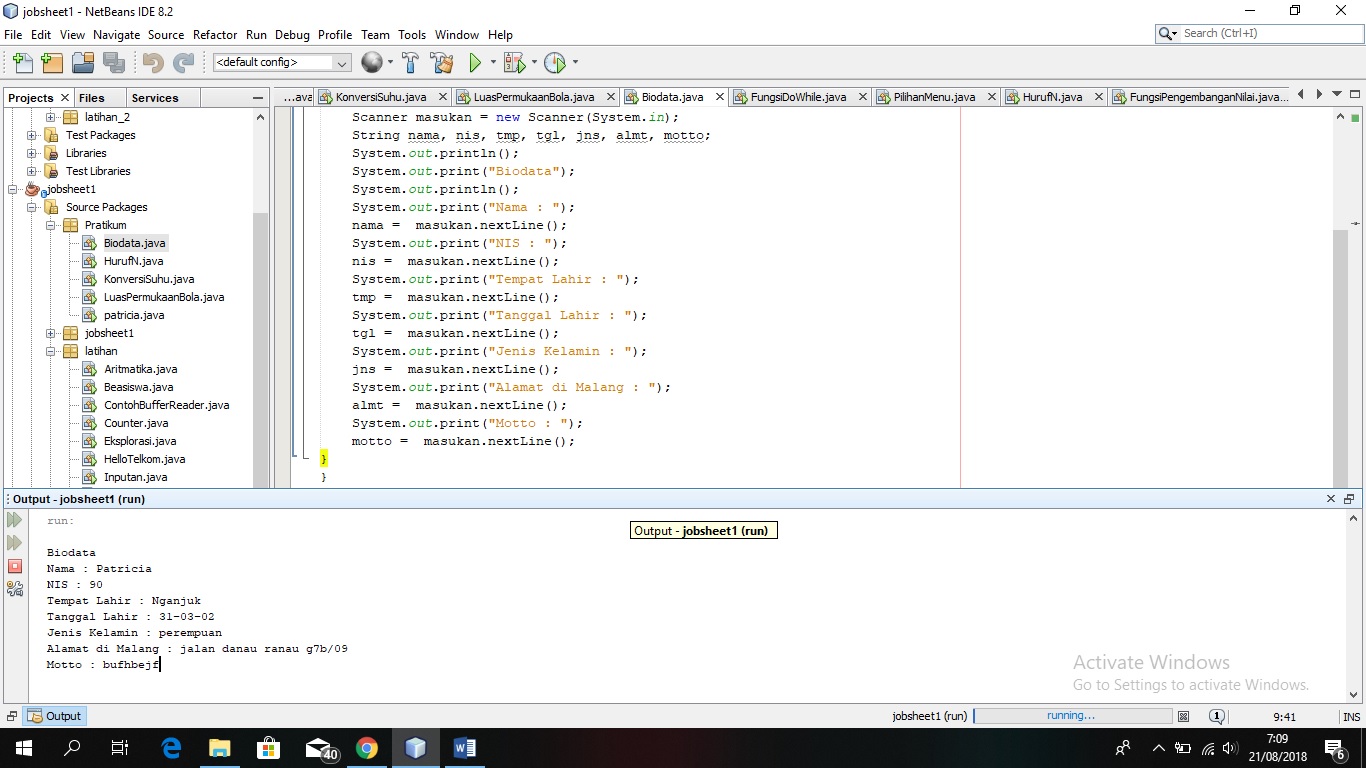 jobsheet1 - NetBeans IDE 8.2
File Edit View Navigate Source Refactor Run Debug Profile Team Tools Window Help
Search (Ctrl+I)
<default config>
Projects Files Services
...ava KonversiSuhu.java LuasPermukaanBola.java Biodata.java FungsiDoWhile.java PilihanMenu.java HurufN.java FungsiPengembanganNilai.java...
latihan_2
Test Packages
Libraries
Test Libraries
jobsheet1
Source Packages
Pratikum
Biodata.java
HurufN.java
KonversiSuhu.java
LuasPermukaanBola.java
patricia.java
jobsheet1
latihan
Aritmatika.java
Beasiswa.java
ContohBufferReader.java
Counter.java
Eksplorasi.java
HelloTelkom.java
Inputan.java
Scanner masukan = new Scanner(System.in);
String nama, nis, tmp, tgl, jns, almt, motto;
System.out.println();
System.out.print("Biodata");
System.out.println();
System.out.print("Nama : ");
nama =  masukan.nextLine();
System.out.print("NIS : ");
nis =  masukan.nextLine();
System.out.print("Tempat Lahir : ");
tmp =  masukan.nextLine();
System.out.print("Tanggal Lahir : ");
tgl =  masukan.nextLine();
System.out.print("Jenis Kelamin : ");
jns =  masukan.nextLine();
System.out.print("Alamat di Malang : ");
almt =  masukan.nextLine();
System.out.print("Motto : ");
motto =  masukan.nextLine();
}
}
Output - jobsheet1 (run)
Output - jobsheet1 (run)
run:
Biodata
Nama : Patricia
NIS : 90
Tempat Lahir : Nganjuk
Tanggal Lahir : 31-03-02
Jenis Kelamin : perempuan
Alamat di Malang : jalan danau ranau g7b/09
Motto : bufhbejf
Activate Windows
Go to Settings to activate Windows.
Output
jobsheet1 (run) running... 1 9:41 INS
40
7:09
21/08/2018
6